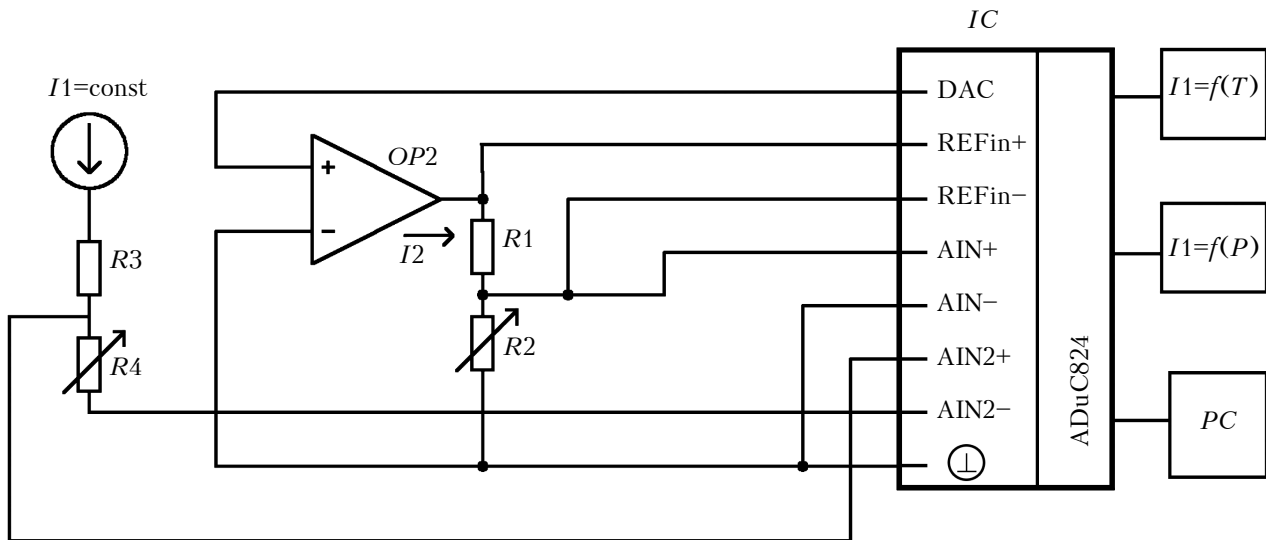 IC
I1=const
DAC
I1=f(T)
REFin+
OP2
+
REFin−
−
I2
R1
R3
AIN+
I1=f(P)
AIN−
R2
R4
AIN2+
AIN2−
ADuC824
PC
⊥